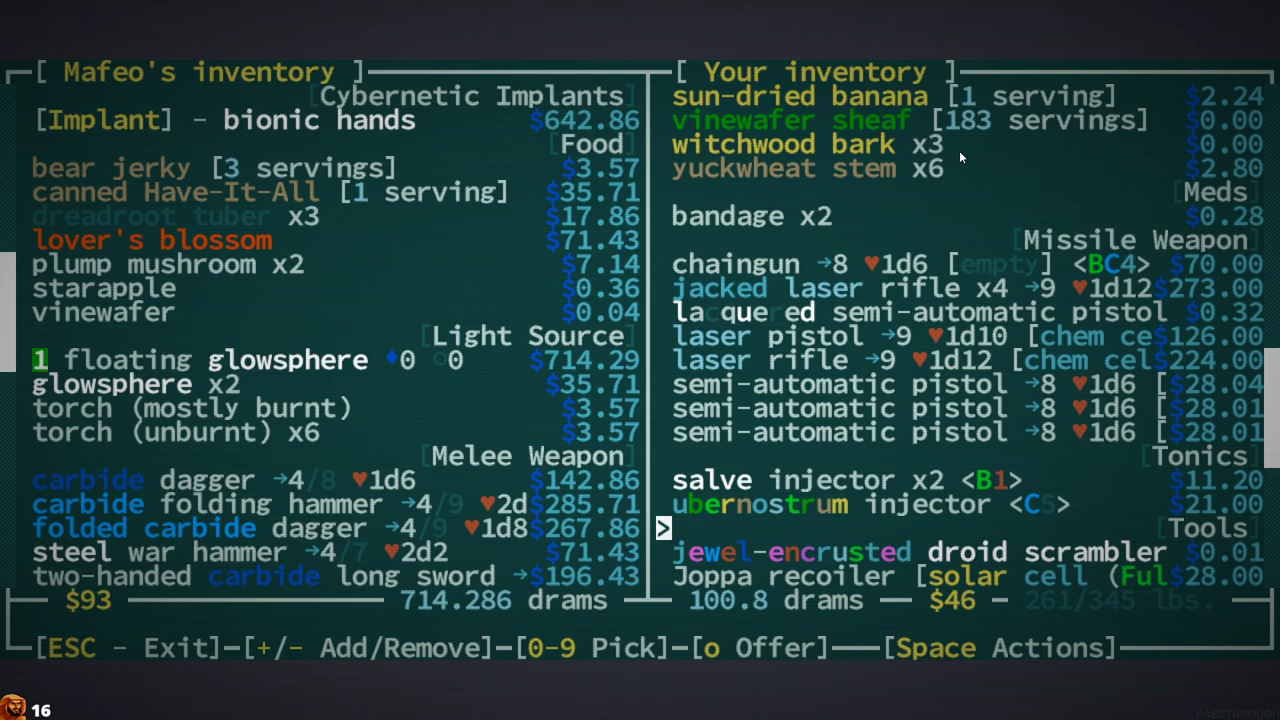 [ Mafeo's inventory ]
[Cybernetic Implants]
[Implant] - bionic hands $642.86
[Food]
bear jerky [3 servings] $3.57
canned Have-It-All [1 serving] $35.71
dreadroot tuber x3 $17.86
lover's blossom $71.43
plump mushroom x2 $7.14
starapple $0.36
vinewafer $0.04
[Light Source]
1 floating glowsphere ♦0 ○0 $714.29
glowsphere x2 $35.71
torch (mostly burnt) $3.57
torch (unburnt) x6 $3.57
[Melee Weapon]
carbide dagger →4/8 ♥1d6 $142.86
carbide folding hammer →4/9 ♥2d$285.71
folded carbide dagger →4/9 ♥1d8$267.86
steel war hammer →4/7 ♥2d2 $71.43
two-handed carbide long sword →$196.43
$93 714.286 drams
[ Your inventory ]
sun-dried banana [1 serving] $2.24
vinewafer sheaf [183 servings] $0.00
witchwood bark x3 $0.00
yuckwheat stem x6 $2.80
[Meds]
bandage x2 $0.28
[Missile Weapon]
chaingun →8 ♥1d6 [empty] <BC4> $70.00
jacked laser rifle x4 →9 ♥1d12$273.00
lacquered semi-automatic pistol $0.32
laser pistol →9 ♥1d10 [chem ce$126.00
laser rifle →9 ♥1d12 [chem cel$224.00
semi-automatic pistol →8 ♥1d6 [$28.04
semi-automatic pistol →8 ♥1d6 [$28.01
semi-automatic pistol →8 ♥1d6 [$28.01
[Tonics]
salve injector x2 <B1> $11.20
ubernostrum injector <C5> $21.00
> [Tools]
jewel-encrusted droid scrambler $0.01
Joppa recoiler [solar cell (Ful$28.00
100.8 drams $46 261/345 lbs.
[ESC - Exit] [+/- Add/Remove] [0-9 Pick] [o Offer] [Space Actions]
16
PASSTHROUGH